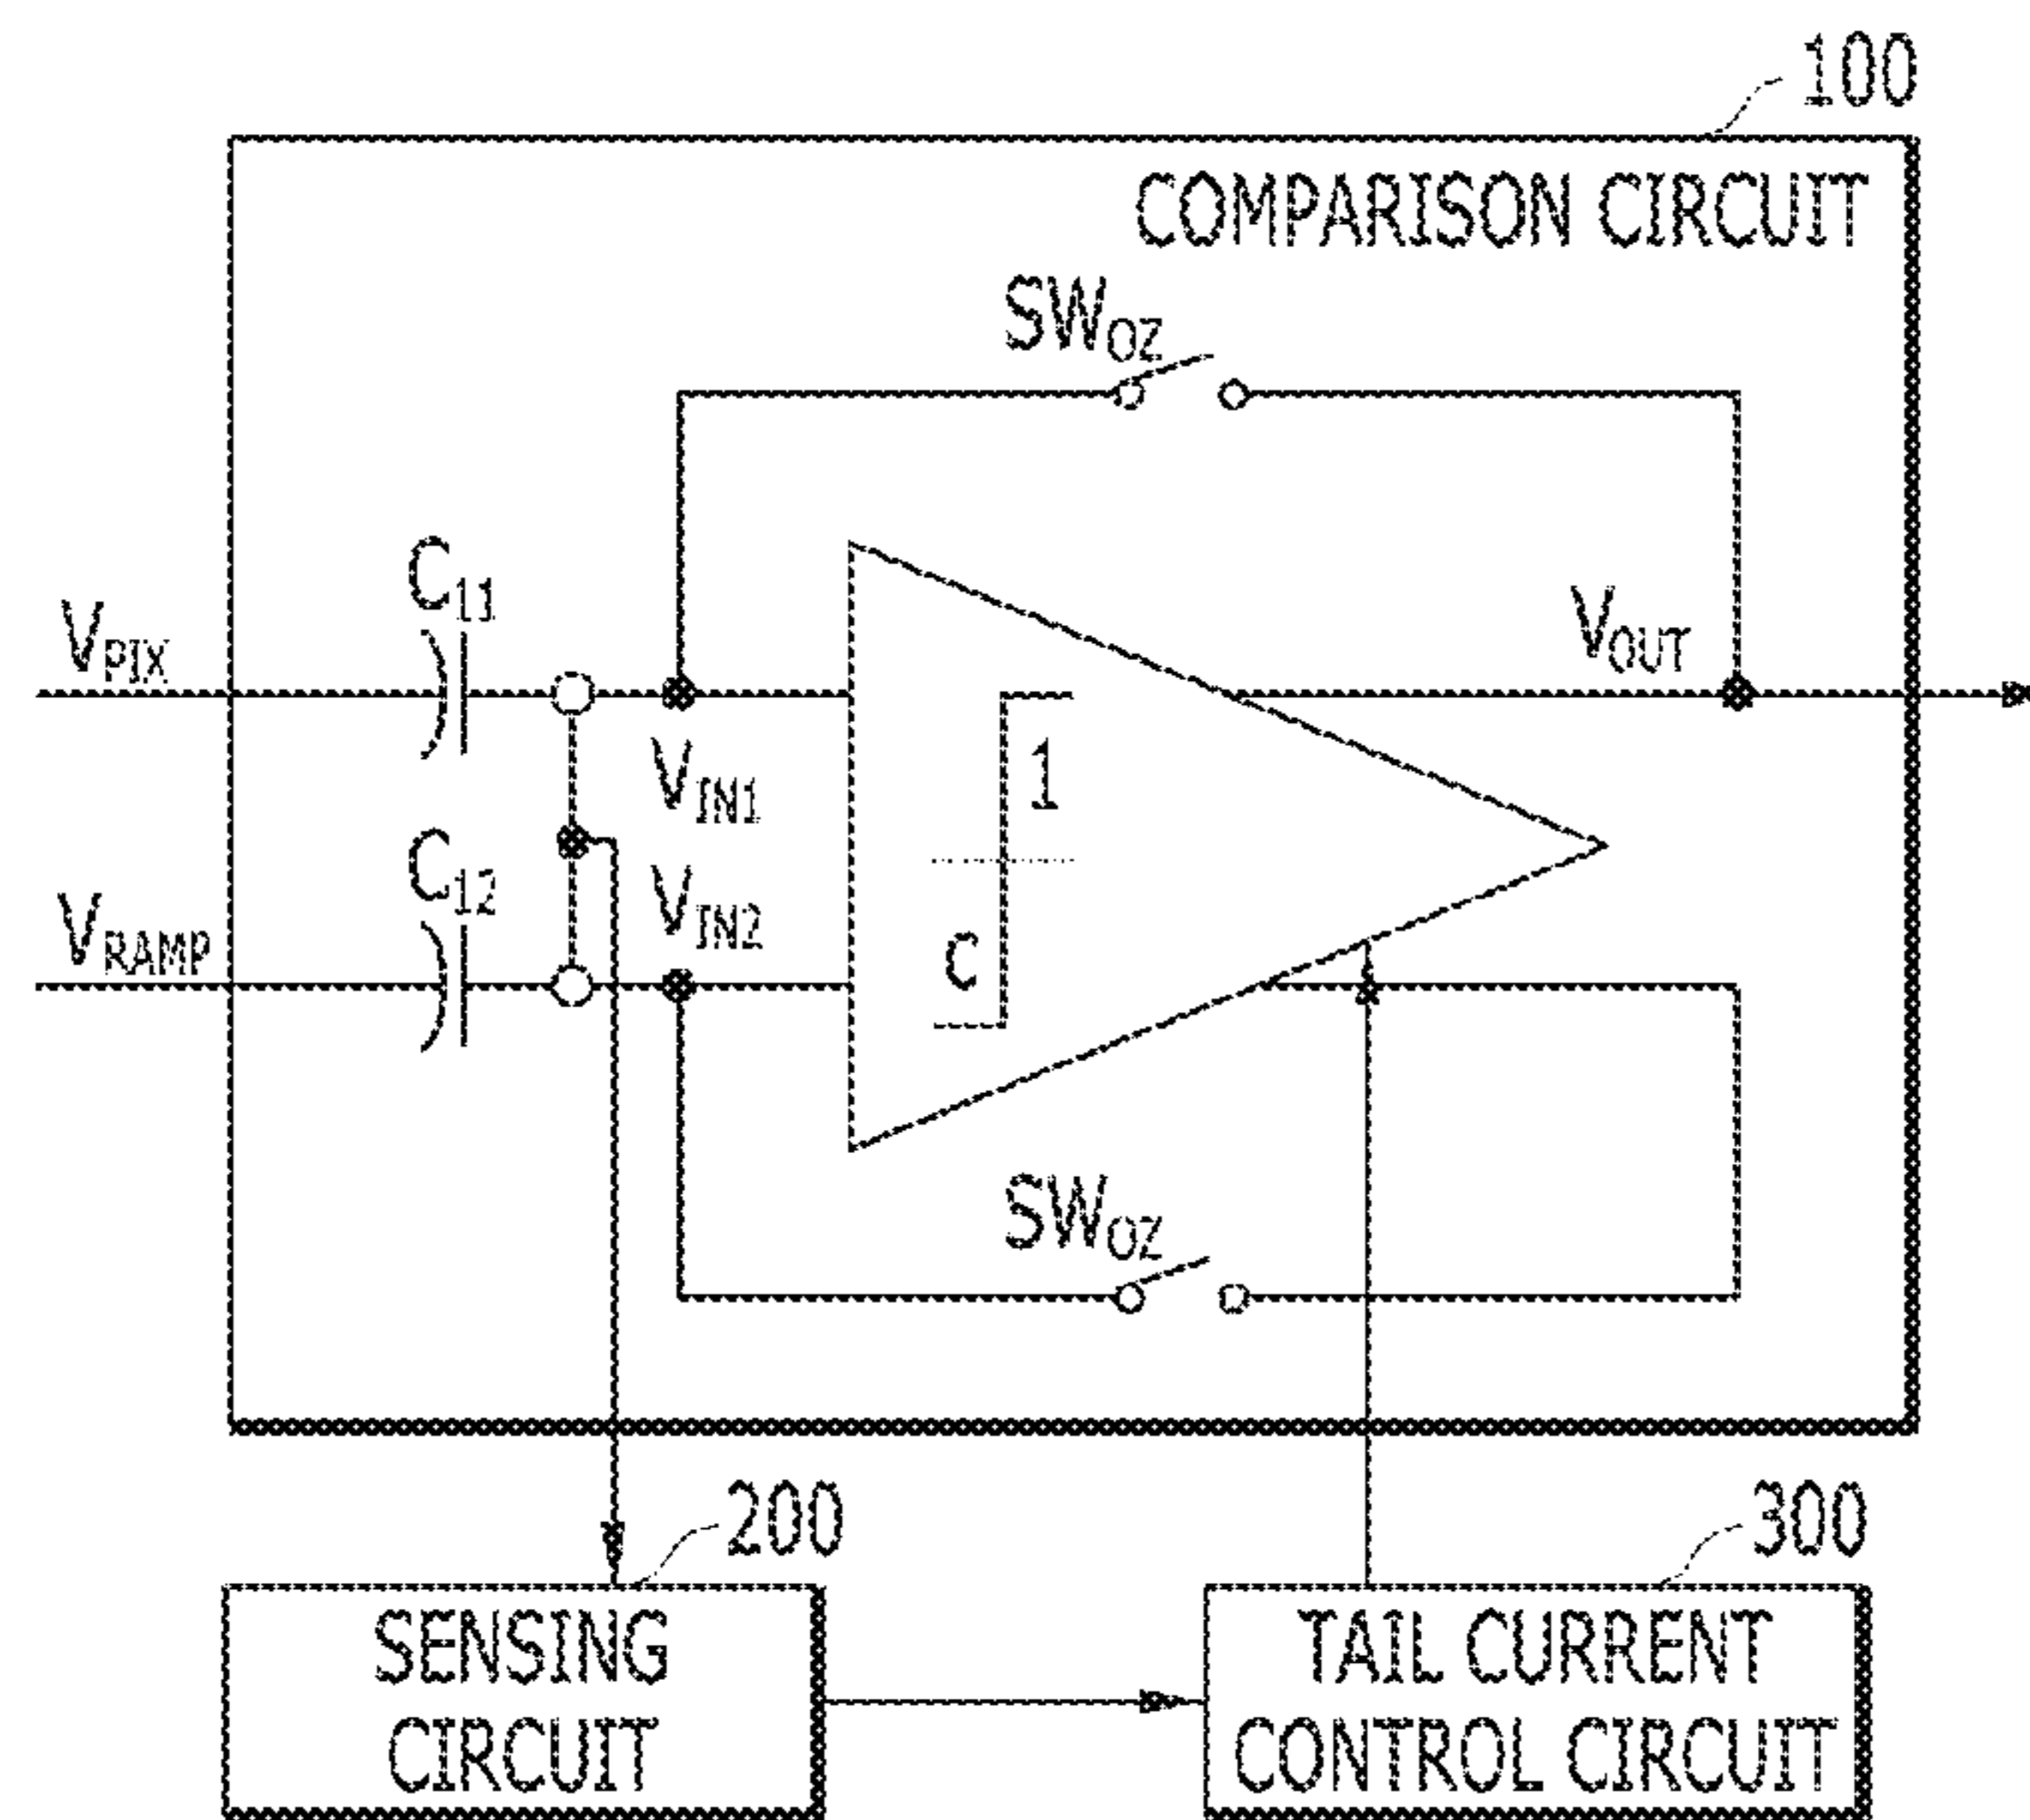 100
COMPARISON CIRCUIT
SWOZ
C11
VPIX
VOUT
VIN1
1
C12
VIN2
VRAMP
C
SWOZ
200
300
SENSING
CIRCUIT
TAIL CURRENT
CONTROL CIRCUIT